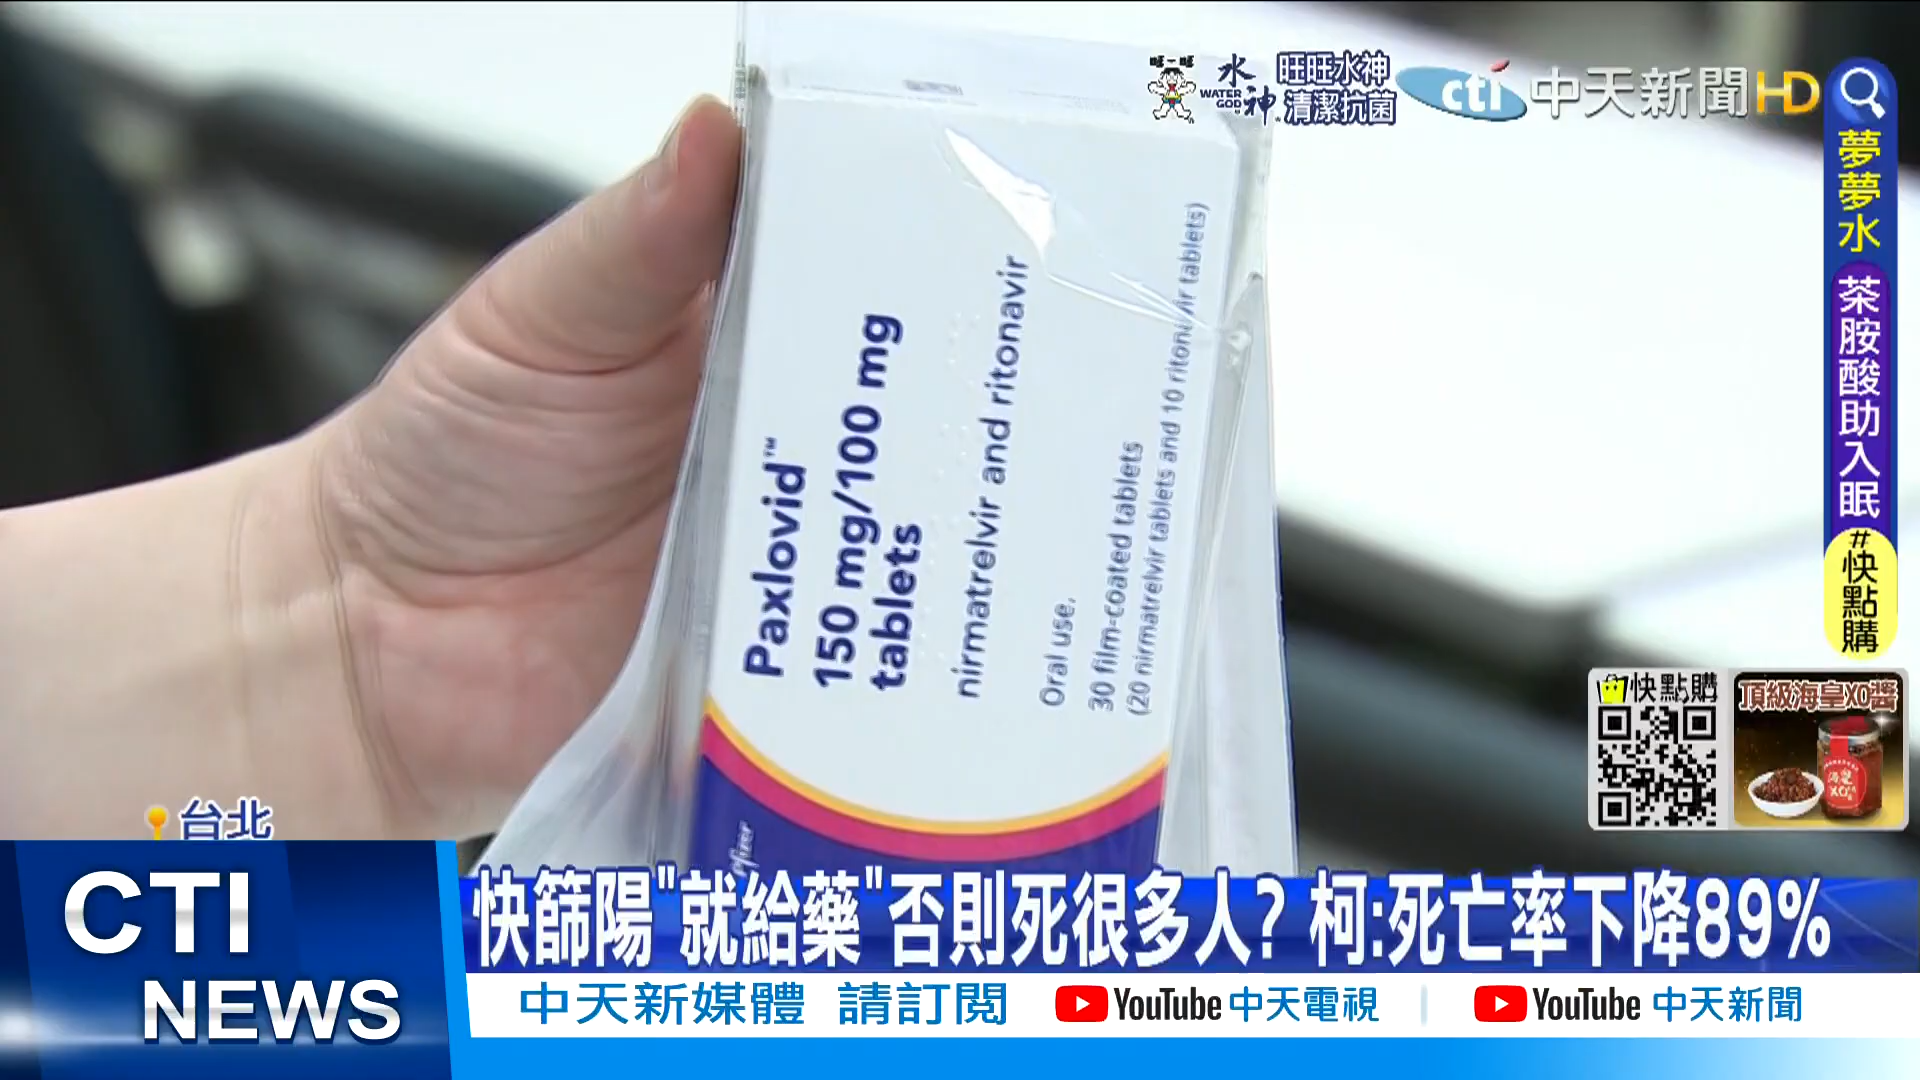 旺一旺
水神
WATER GOD
旺旺水神
清潔抗菌
cti 中天新聞HD
夢夢水
茶胺酸助入眠
#快點購
Paxlovid™
150 mg/100 mg
tablets
nirmatrelvir and ritonavir
Oral use.
30 film-coated tablets
(20 nirmatrelvir tablets and 10 ritonavir tablets)
Pfizer
快點購
頂級海皇XO醬
台北
CTI
NEWS
快篩陽"就給藥"否則死很多人? 柯:死亡率下降89%
中天新媒體 請訂閱 YouTube 中天電視 | YouTube 中天新聞